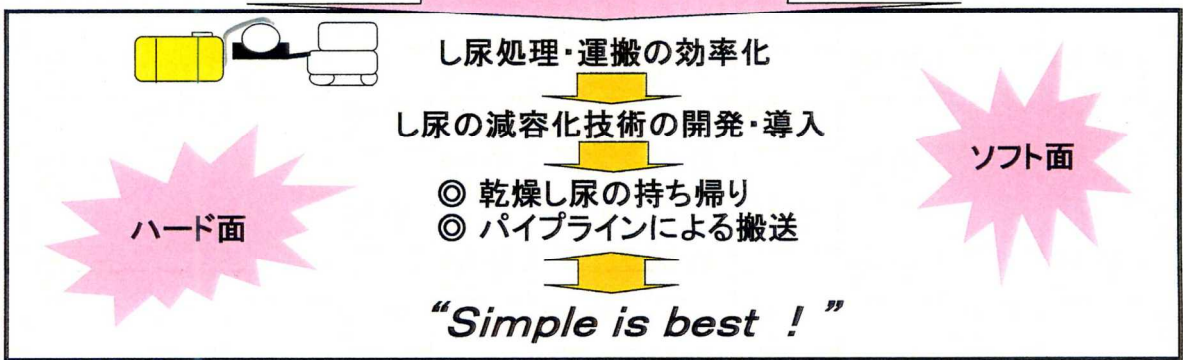 し尿処理・運搬の効率化
し尿の減容化技術の開発・導入
ソフト面
◎ 乾燥し尿の持ち帰り
ハード面
◎ パイプラインによる搬送
“Simple is best ! ”